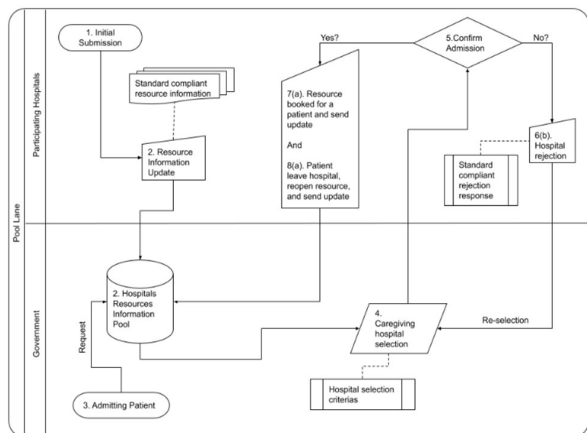 Pool Lane
Participating Hospitals
1. Initial
Submission
Standard compliant
resource information
2. Resource
Information
Update
Yes?
7(a). Resource
booked for a
patient and send
update
And
8(a). Patient
leave hospital,
reopen resource,
and send update
5.Confirm
Admission
No?
6(b).
Hospital
rejection
Standard
compliant
rejection
response
Government
2. Hospitals
Resources
Information
Pool
Request
3. Admitting Patient
4.
Caregiving
hospital
selection
Re-selection
Hospital selection
criterias